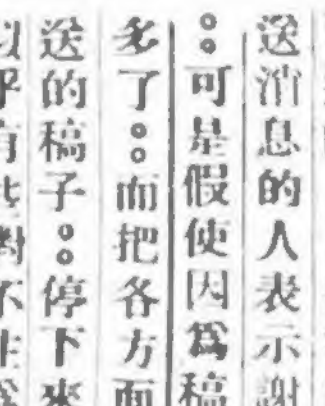 送消息的人表示謝
。。可是假使因爲稿
多了。。而把各方面
送的稿子。。停下來